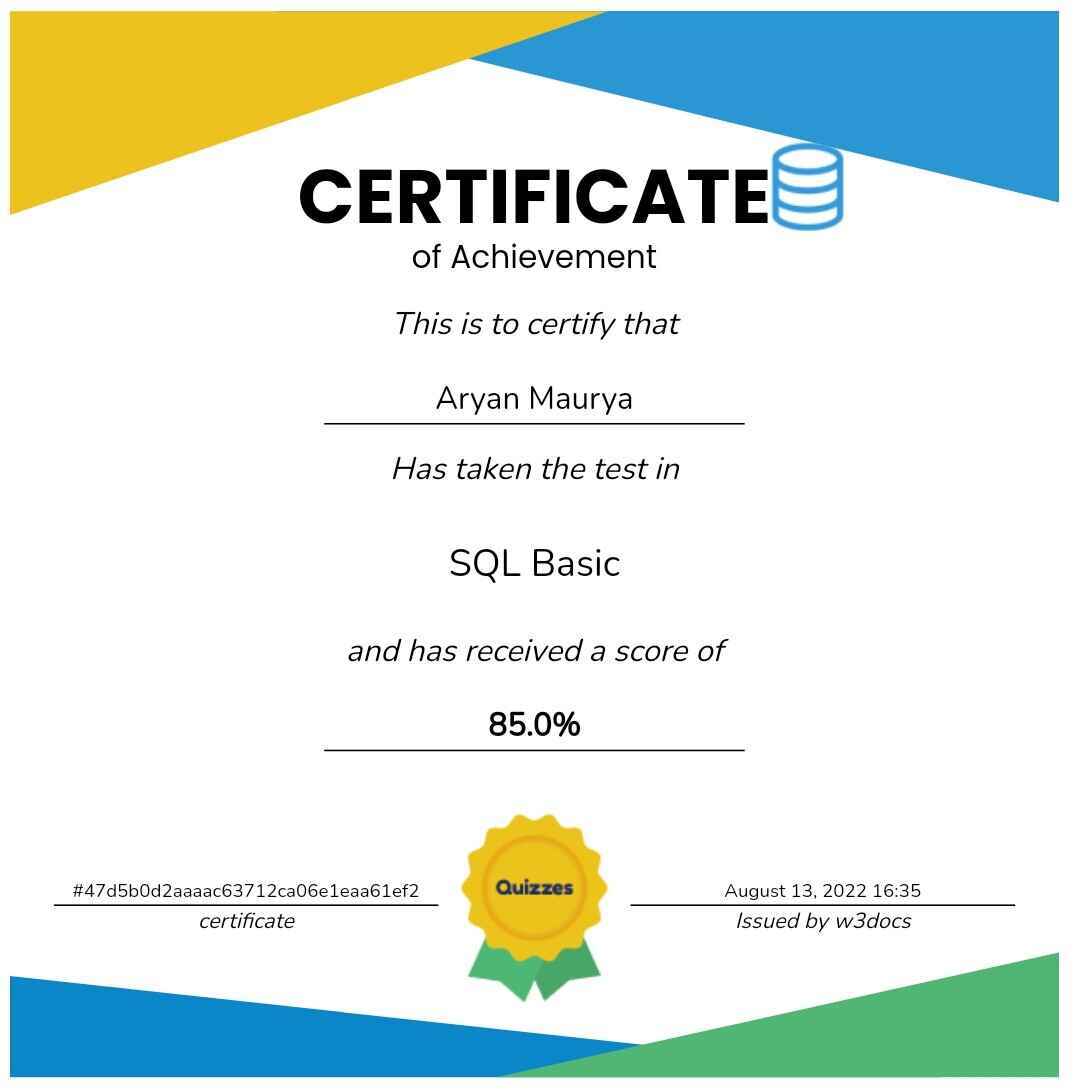 CERTIFICATE
of Achievement
This is to certify that
Aryan Maurya
Has taken the test in
SQL Basic
and has received a score of
85.0%
Quizzes
#47d5b0d2aaaac63712ca06e1eaa61ef2
certificate
August 13, 2022 16:35
Issued by w3docs